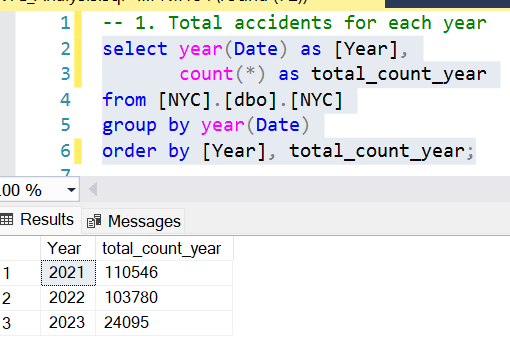 1 -- 1. Total accidents for each year
2 select year(Date) as [Year],
3 count(*) as total_count_year
4 from [NYC].[dbo].[NYC]
5 group by year(Date)
6 order by [Year], total_count_year;
.00 %
Results Messages
Year total_count_year
1 2021 110546
2 2022 103780
3 2023 24095